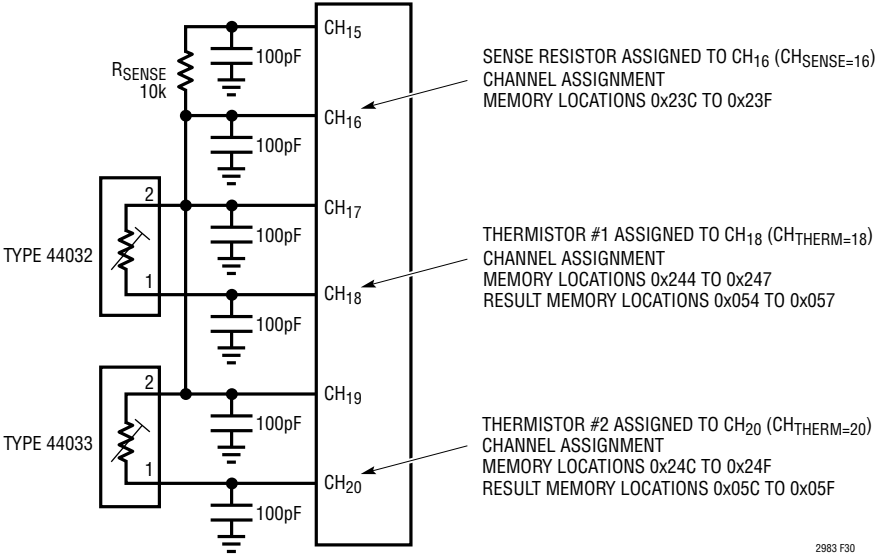 CH15
100pF
RSENSE
10k
SENSE RESISTOR ASSIGNED TO CH16 (CHSENSE=16)
CHANNEL ASSIGNMENT
MEMORY LOCATIONS 0x23C TO 0x23F
CH16
100pF
2
CH17
100pF
TYPE 44032
THERMISTOR #1 ASSIGNED TO CH18 (CHTHERM=18)
CHANNEL ASSIGNMENT
MEMORY LOCATIONS 0x244 TO 0x247
RESULT MEMORY LOCATIONS 0x054 TO 0x057
1
CH18
100pF
2
CH19
100pF
TYPE 44033
THERMISTOR #2 ASSIGNED TO CH20 (CHTHERM=20)
CHANNEL ASSIGNMENT
MEMORY LOCATIONS 0x24C TO 0x24F
RESULT MEMORY LOCATIONS 0x05C TO 0x05F
1
CH20
100pF
2983 F30